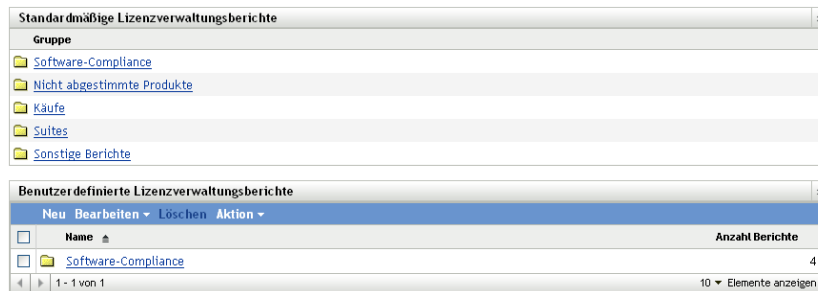 Standardmäßige Lizenzverwaltungsberichte
Gruppe
Software-Compliance
Nicht abgestimmte Produkte
Käufe
Suites
Sonstige Berichte
Benutzerdefinierte Lizenzverwaltungsberichte
Neu Bearbeiten Löschen Aktion
Name Anzahl Berichte
Software-Compliance 4
1 - 1 von 1 10 Elemente anzeigen